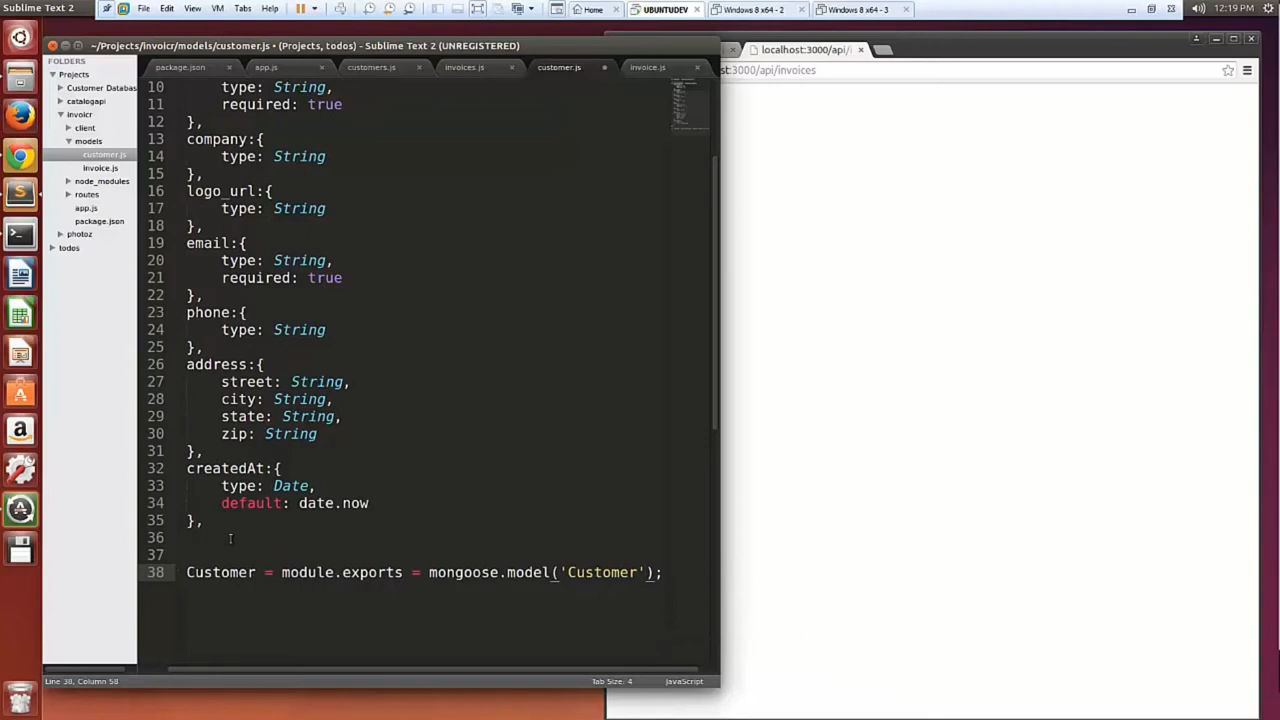 Sublime Text 2
File Edit View VM Tabs Help
Home
UBUNTUDEV
Windows 8 x64 - 2
Windows 8 x64 - 3
12:19 PM
~/Projects/invoicr/models/customer.js • (Projects, todos) - Sublime Text 2 (UNREGISTERED)
localhost:3000/api/i
FOLDERS
Projects
Customer Databas
catalogapi
invoicr
client
models
customer.js
invoice.js
node_modules
routes
app.js
package.json
photoz
todos
package.json
app.js
customers.js
invoices.js
customer.js
invoice.js
st:3000/api/invoices
10 type: String,
11 required: true
12 },
13 company:{
14 type: String
15 },
16 logo_url:{
17 type: String
18 },
19 email:{
20 type: String,
21 required: true
22 },
23 phone:{
24 type: String
25 },
26 address:{
27 street: String,
28 city: String,
29 state: String,
30 zip: String
31 },
32 createdAt:{
33 type: Date,
34 default: date.now
35 },
36
37
38 Customer = module.exports = mongoose.model('Customer');
Line 38, Column 58
Tab Size: 4
JavaScript